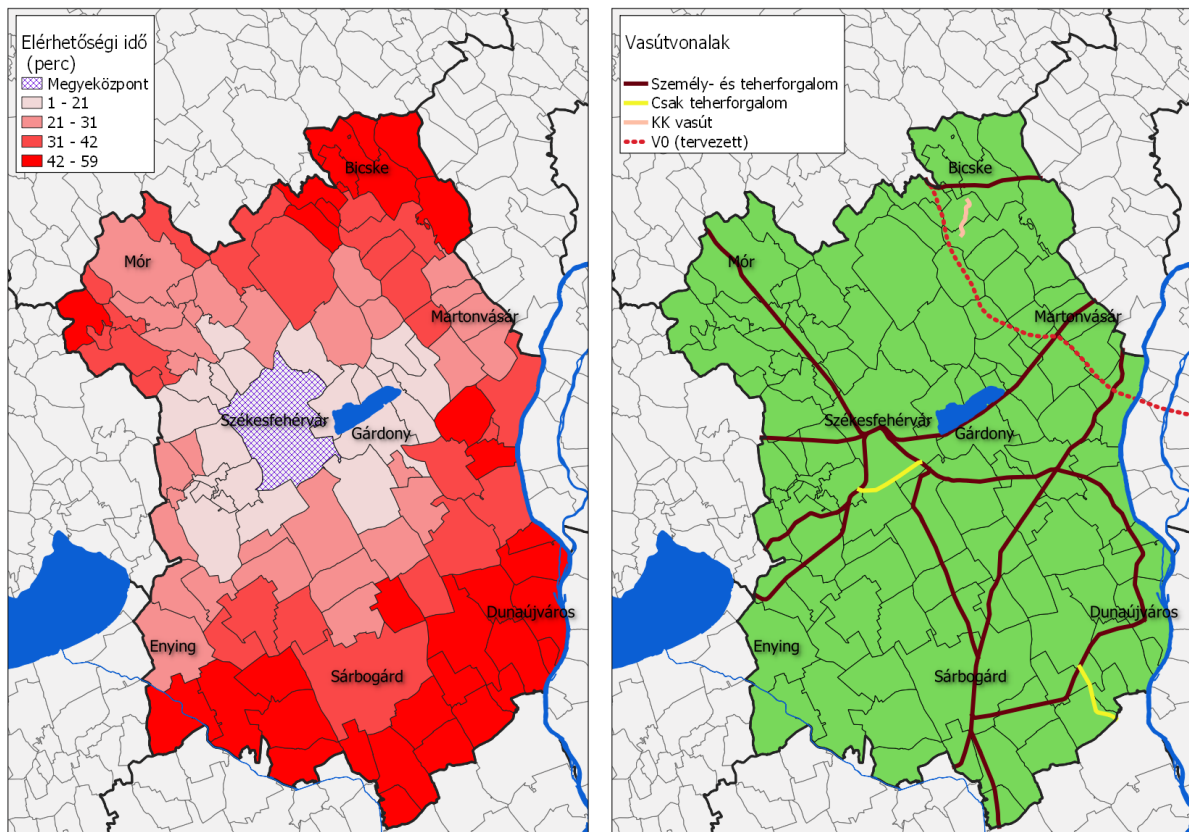 Elérhetőségi idő
(perc)
Megyeközpont
1 - 21
21 - 31
31 - 42
42 - 59
Bicske
Mór
Martonvásár
Székesfehérvár
Gárdony
Dunaújváros
Enying
Sárbogárd
Vasútvonalak
Személy- és teherforgalom
Csak teherforgalom
KK vasút
V0 (tervezett)
Bicske
Mór
Martonvásár
Székesfehérvár
Gárdony
Dunaújváros
Enying
Sárbogárd